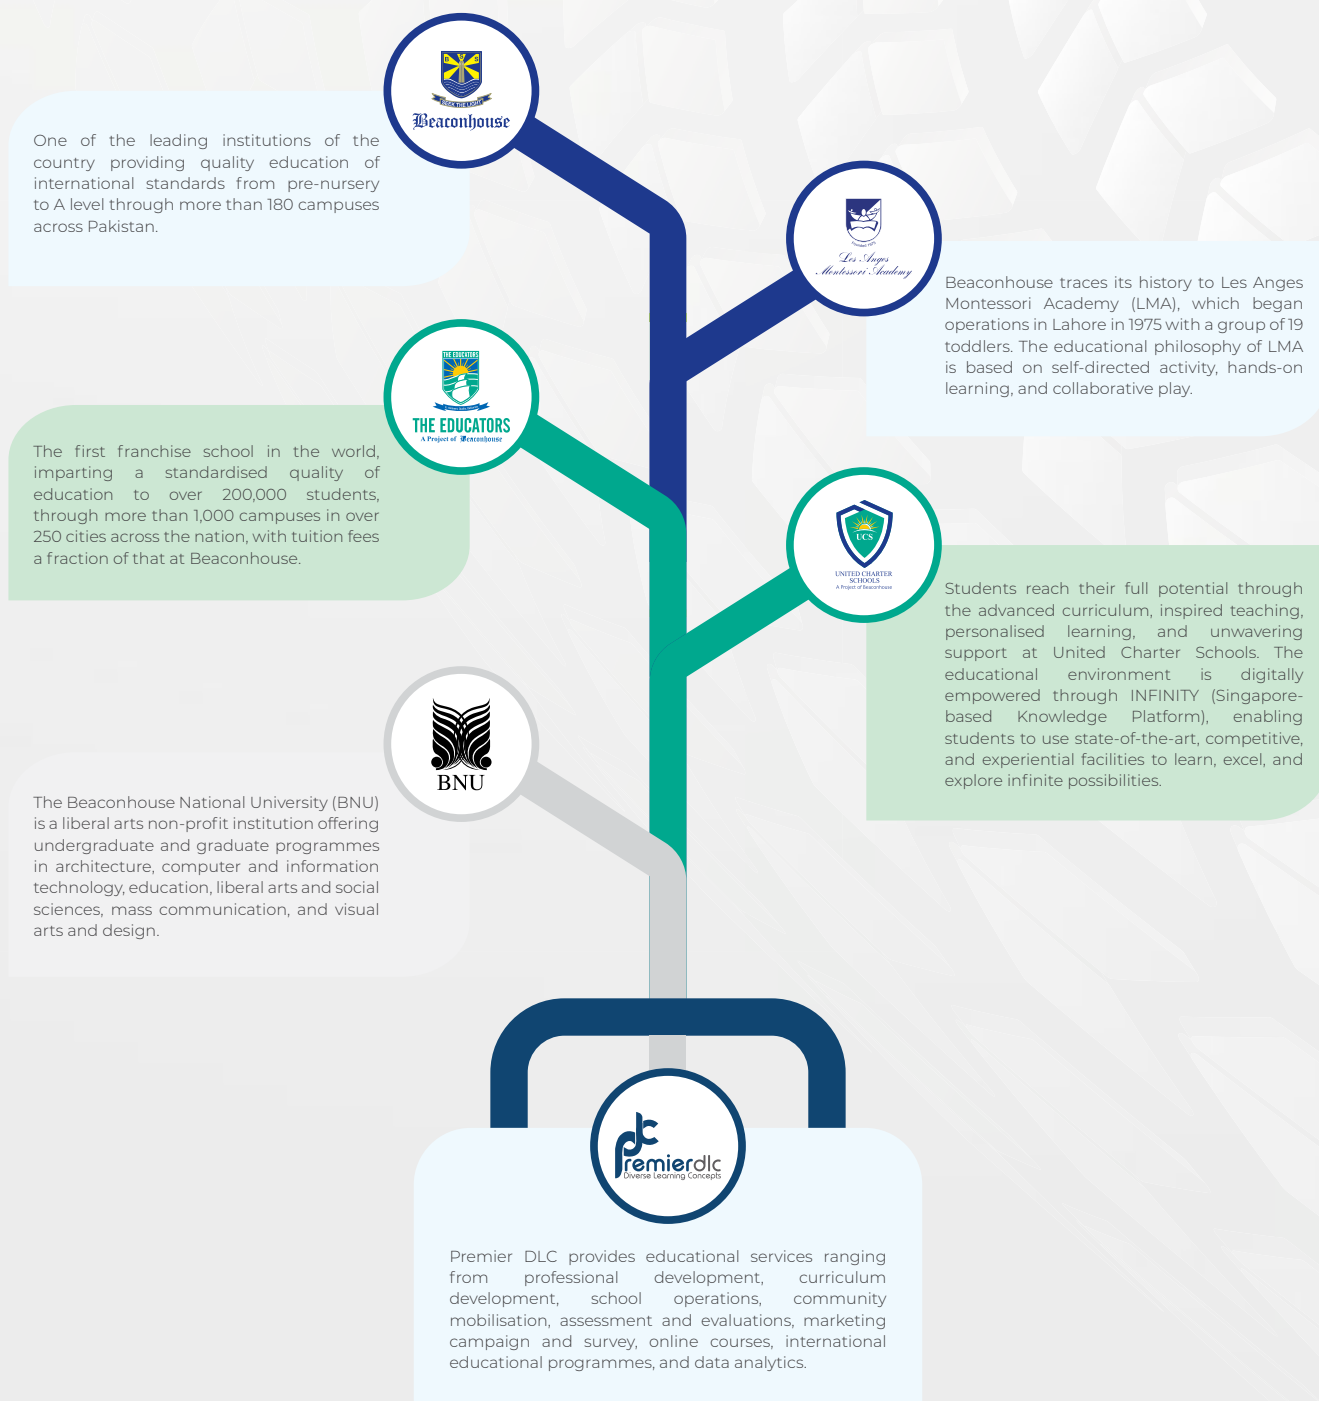 B S S
SEEK THE LIGHT
Beaconhouse
One of the leading institutions of the
country providing quality education of
international standards from pre-nursery
to A level through more than 180 campuses
across Pakistan.
Founded 1975
Les Anges
Montessori Academy
Beaconhouse traces its history to Les Anges
Montessori Academy (LMA), which began
operations in Lahore in 1975 with a group of 19
toddlers. The educational philosophy of LMA
is based on self-directed activity, hands-on
learning, and collaborative play.
THE EDUCATORS
THE EDUCATORS
A Project of Beaconhouse
The first franchise school in the world,
imparting a standardised quality of
education to over 200,000 students,
through more than 1,000 campuses in over
250 cities across the nation, with tuition fees
a fraction of that at Beaconhouse.
UCS
UNITED CHARTER
SCHOOLS
A Project of Beaconhouse
Students reach their full potential through
the advanced curriculum, inspired teaching,
personalised learning, and unwavering
support at United Charter Schools. The
educational environment is digitally
empowered through INFINITY (Singapore-
based Knowledge Platform), enabling
students to use state-of-the-art, competitive,
and experiential facilities to learn, excel, and
explore infinite possibilities.
BNU
The Beaconhouse National University (BNU)
is a liberal arts non-profit institution offering
undergraduate and graduate programmes
in architecture, computer and information
technology, education, liberal arts and social
sciences, mass communication, and visual
arts and design.
Premierdlc
Diverse Learning Concepts
Premier DLC provides educational services ranging
from professional development, curriculum
development, school operations, community
mobilisation, assessment and evaluations, marketing
campaign and survey, online courses, international
educational programmes, and data analytics.